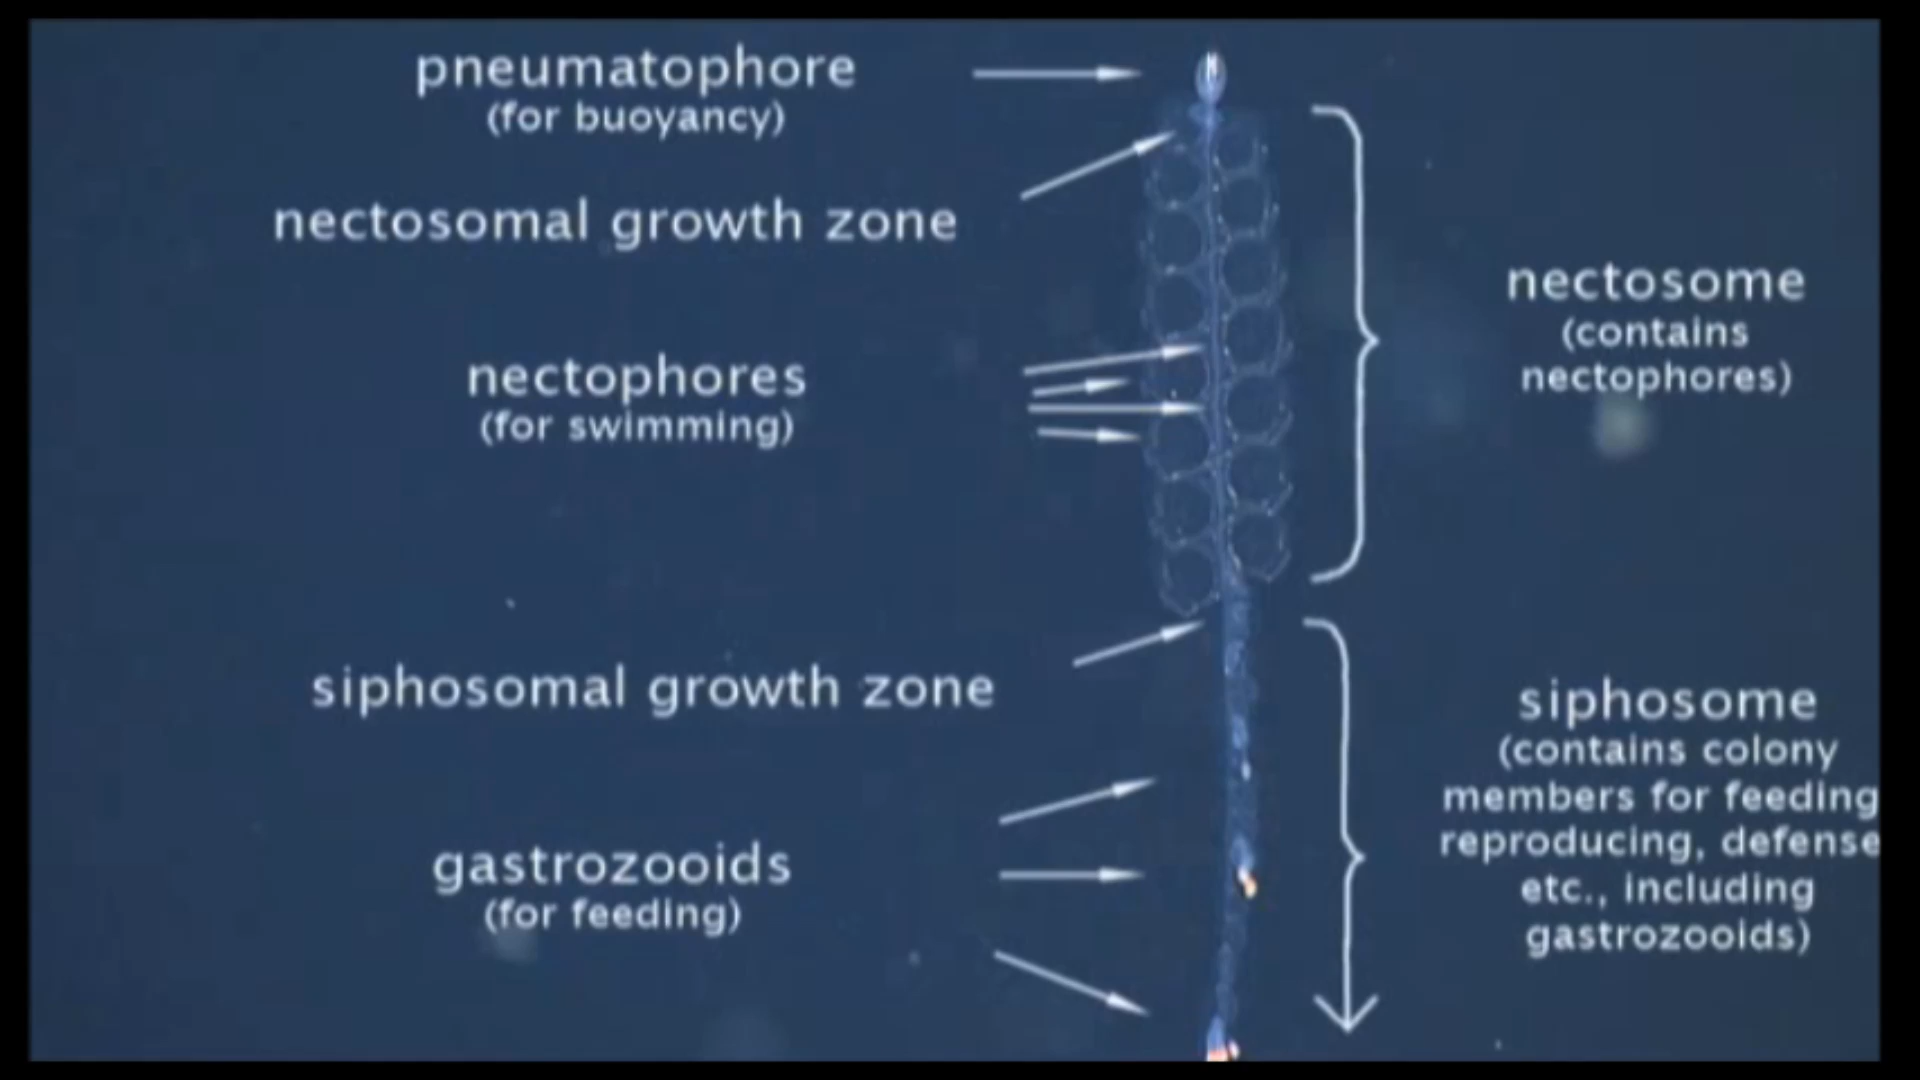 pneumatophore
(for buoyancy)
nectosomal growth zone
nectophores
(for swimming)
siphosomal growth zone
gastrozooids
(for feeding)
nectosome
(contains
nectophores)
siphosome
(contains colony
members for feeding
reproducing, defense
etc., including
gastrozooids)